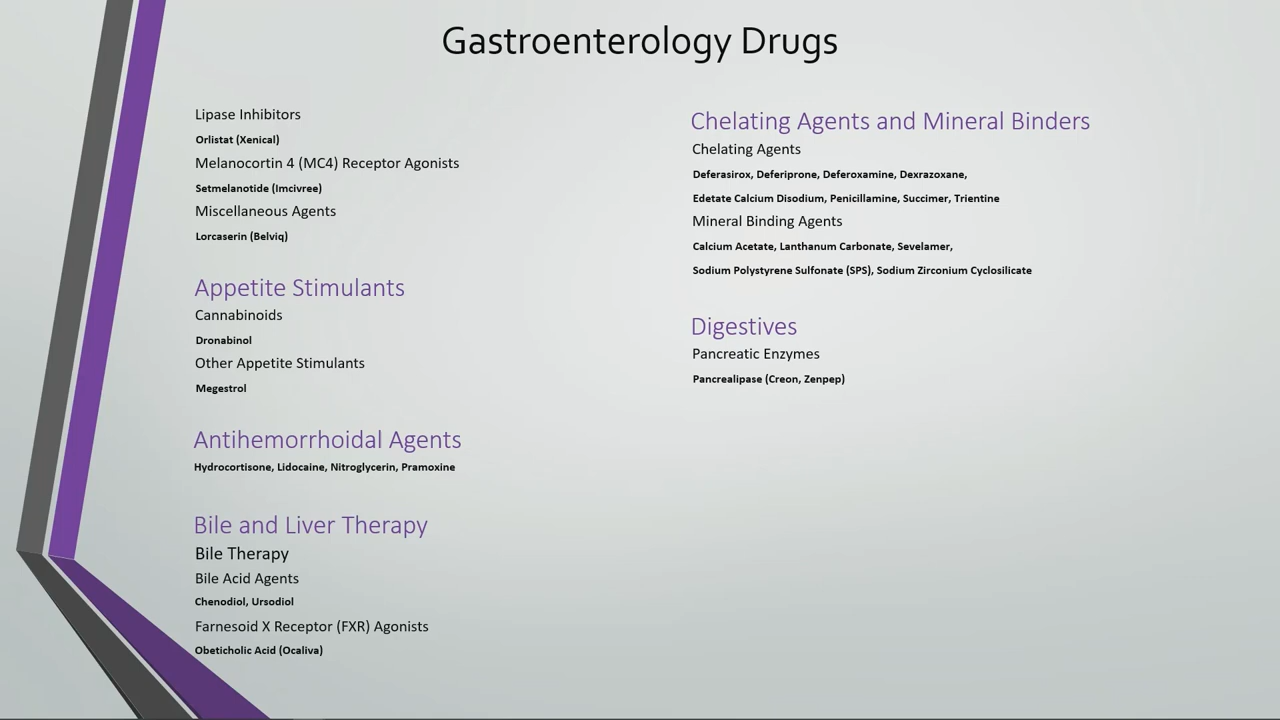 Gastroenterology Drugs
Lipase Inhibitors
Orlistat (Xenical)
Melanocortin 4 (MC4) Receptor Agonists
Setmelanotide (Imcivree)
Miscellaneous Agents
Lorcaserin (Belviq)
Appetite Stimulants
Cannabinoids
Dronabinol
Other Appetite Stimulants
Megestrol
Antihemorrhoidal Agents
Hydrocortisone, Lidocaine, Nitroglycerin, Pramoxine
Bile and Liver Therapy
Bile Therapy
Bile Acid Agents
Chenodiol, Ursodiol
Farnesoid X Receptor (FXR) Agonists
Obeticholic Acid (Ocaliva)
Chelating Agents and Mineral Binders
Chelating Agents
Deferasirox, Deferiprone, Deferoxamine, Dexrazoxane,
Edetate Calcium Disodium, Penicillamine, Succimer, Trientine
Mineral Binding Agents
Calcium Acetate, Lanthanum Carbonate, Sevelamer,
Sodium Polystyrene Sulfonate (SPS), Sodium Zirconium Cyclosilicate
Digestives
Pancreatic Enzymes
Pancrealipase (Creon, Zenpep)